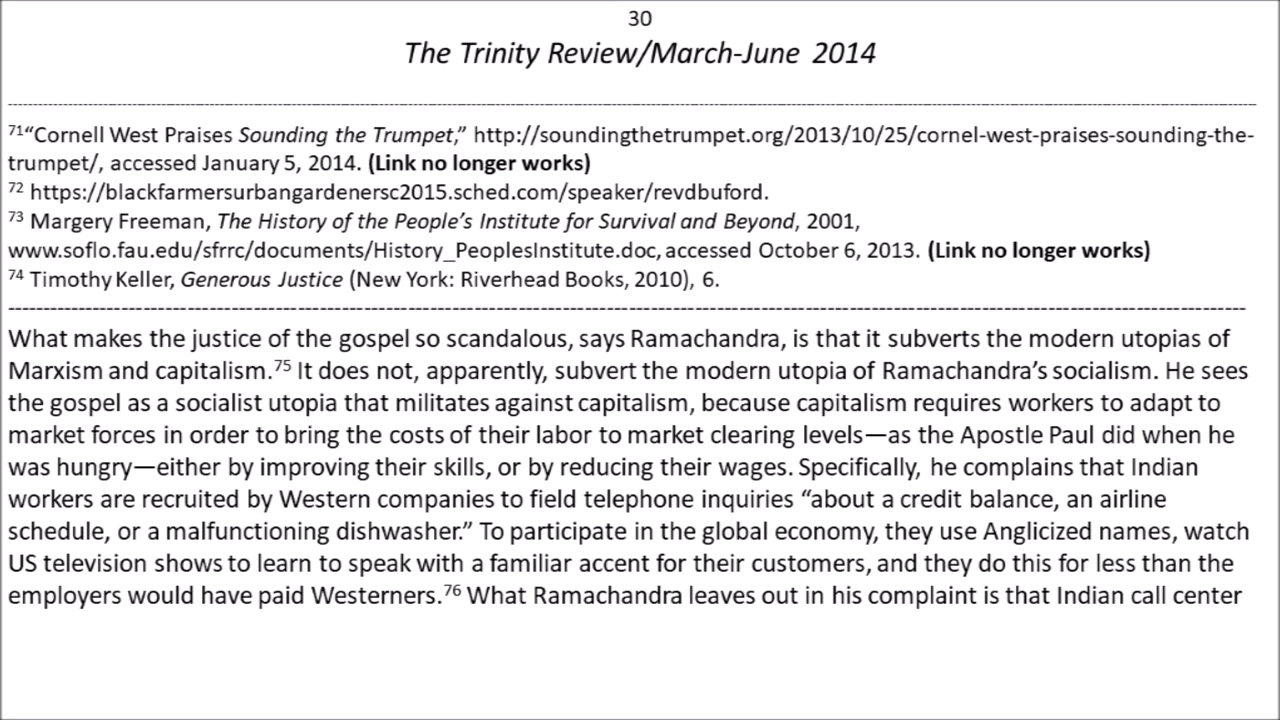 30
The Trinity Review/March-June 2014
--------------------------------------------------------------------------------
⁷¹“Cornell West Praises Sounding the Trumpet,” http://soundingthetrumpet.org/2013/10/25/cornel-west-praises-sounding-the-
trumpet/, accessed January 5, 2014. (Link no longer works)
⁷² https://blackfarmersurbangardenersc2015.sched.com/speaker/revdbuford.
⁷³ Margery Freeman, The History of the People’s Institute for Survival and Beyond, 2001,
www.soflo.fau.edu/sfrrc/documents/History_PeoplesInstitute.doc, accessed October 6, 2013. (Link no longer works)
⁷⁴ Timothy Keller, Generous Justice (New York: Riverhead Books, 2010), 6.
--------------------------------------------------------------------------------
What makes the justice of the gospel so scandalous, says Ramachandra, is that it subverts the modern utopias of
Marxism and capitalism.⁷⁵ It does not, apparently, subvert the modern utopia of Ramachandra’s socialism. He sees
the gospel as a socialist utopia that militates against capitalism, because capitalism requires workers to adapt to
market forces in order to bring the costs of their labor to market clearing levels—as the Apostle Paul did when he
was hungry—either by improving their skills, or by reducing their wages. Specifically, he complains that Indian
workers are recruited by Western companies to field telephone inquiries “about a credit balance, an airline
schedule, or a malfunctioning dishwasher.” To participate in the global economy, they use Anglicized names, watch
US television shows to learn to speak with a familiar accent for their customers, and they do this for less than the
employers would have paid Westerners.⁷⁶ What Ramachandra leaves out in his complaint is that Indian call center